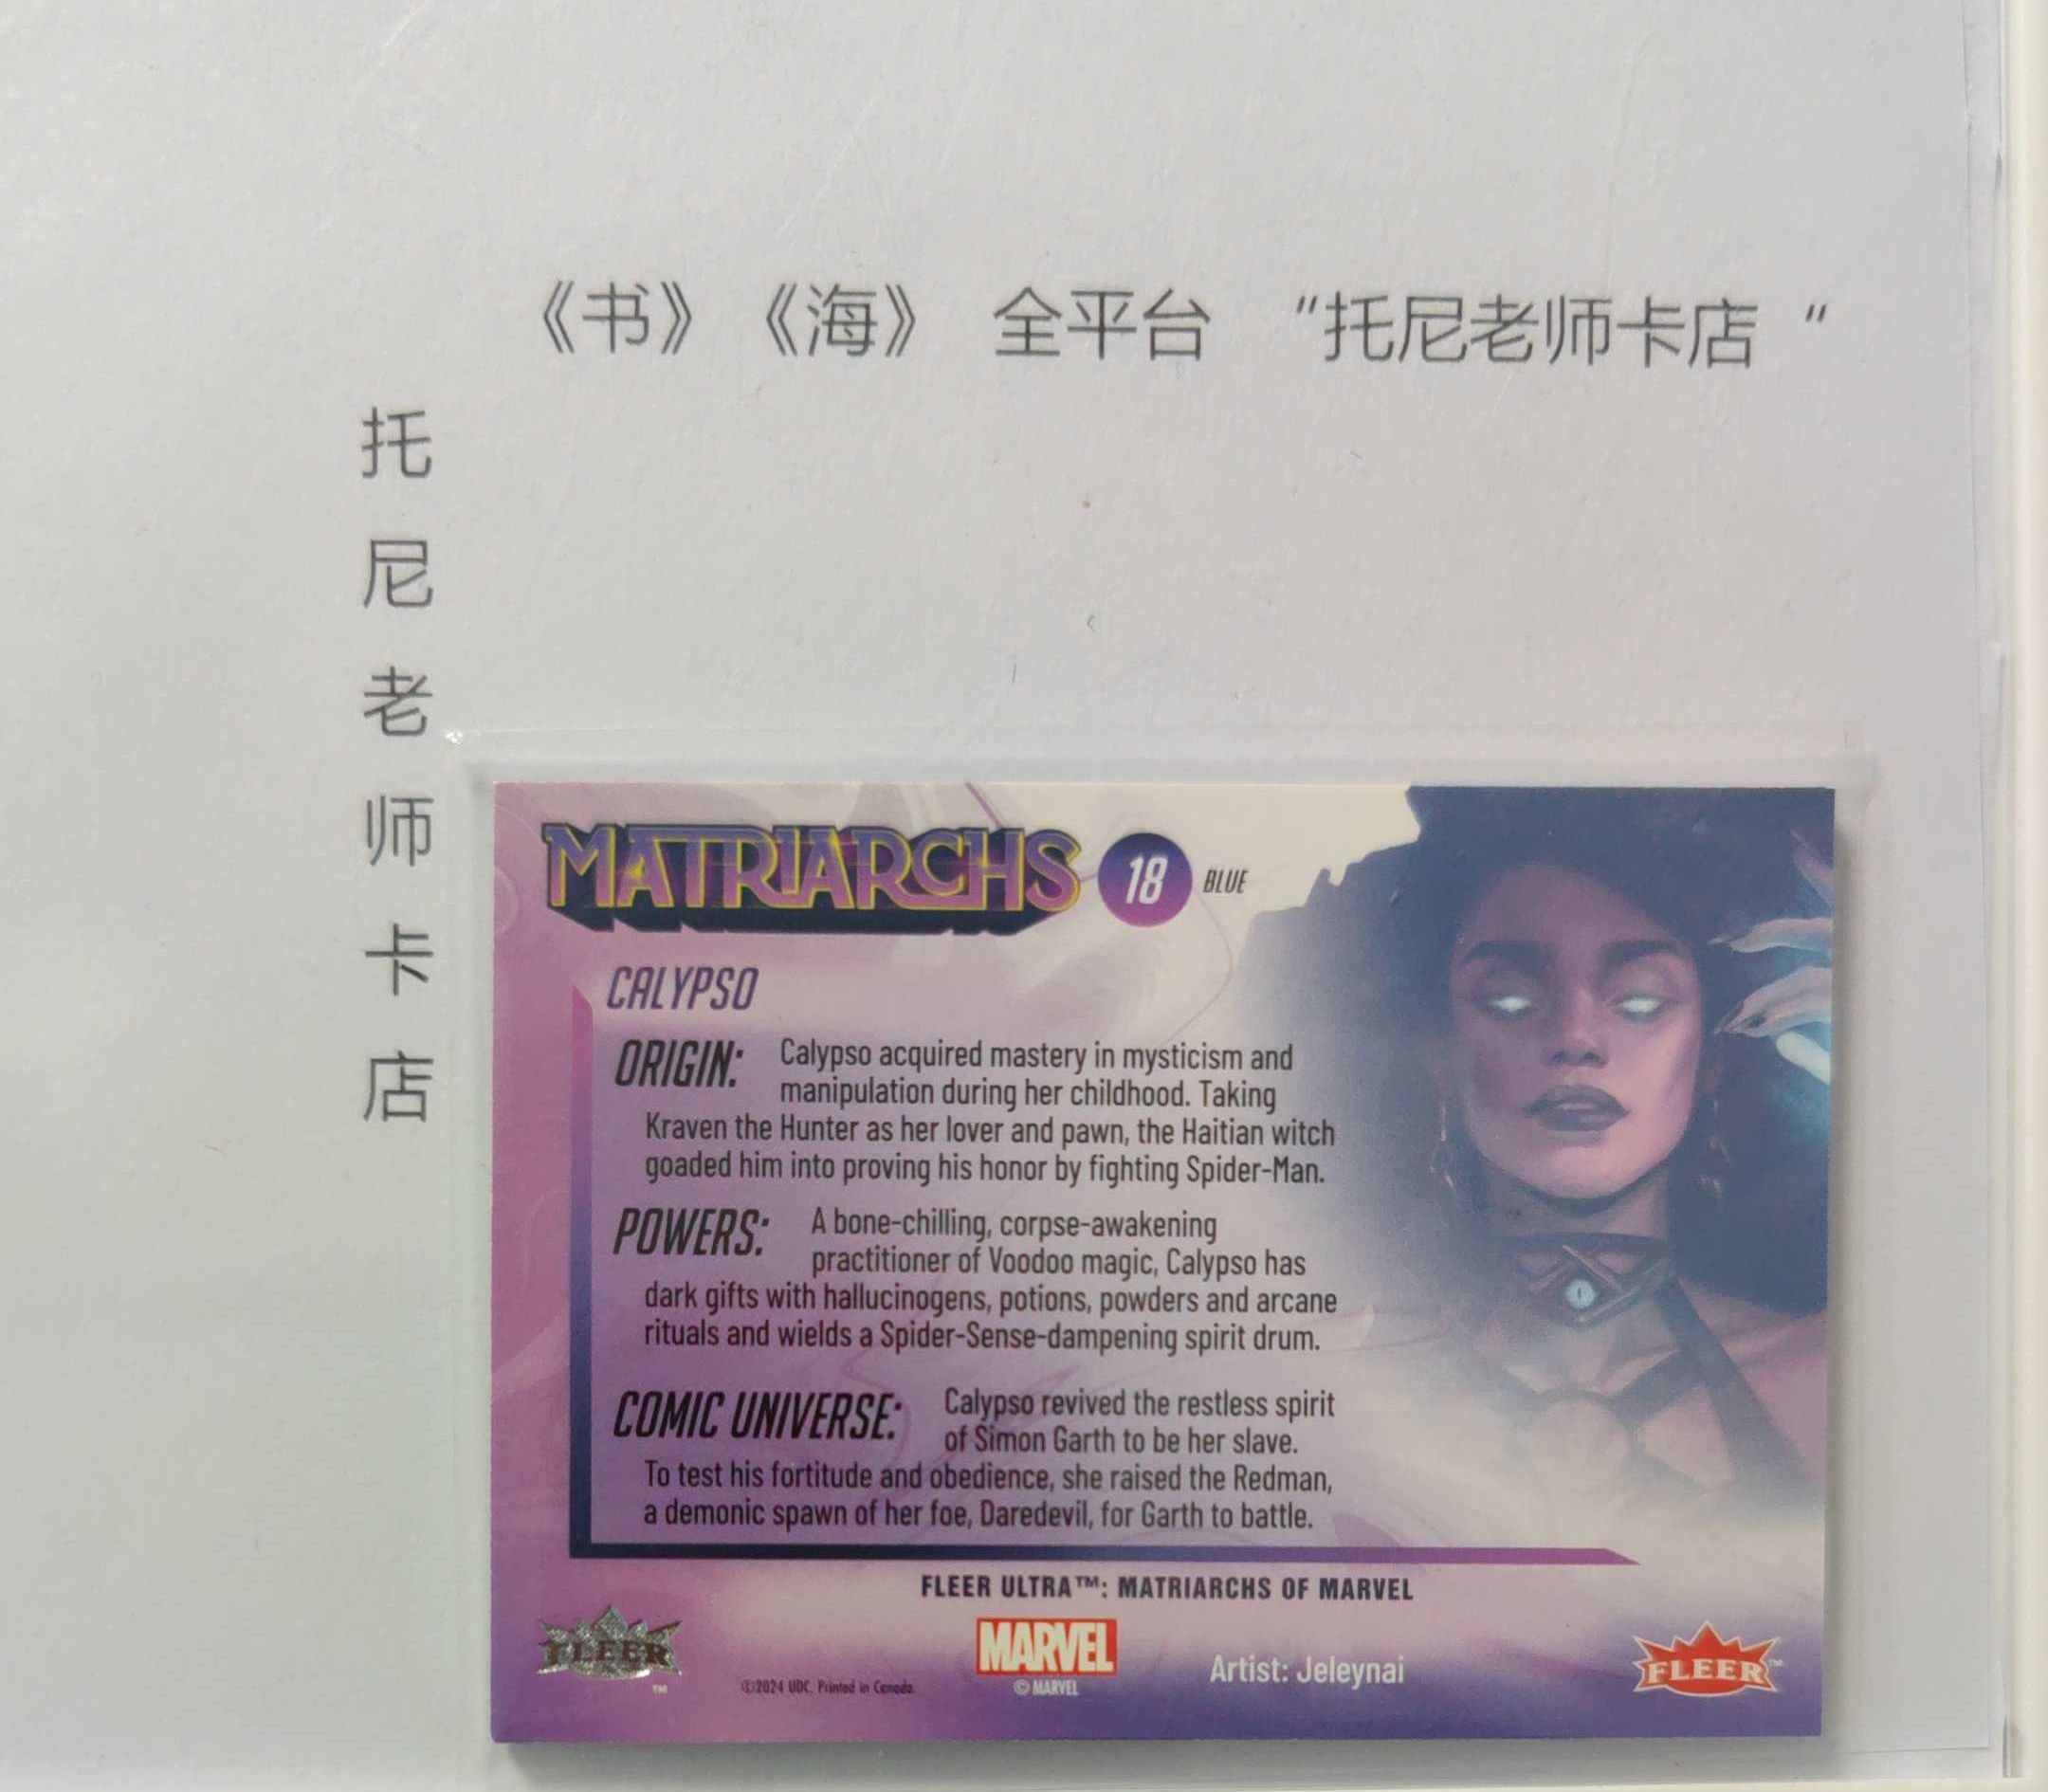 《书》《海》 全平台 “托尼老师卡店 “
托
尼
老
师
卡
店
MATRIARCHS 18 BLUE
CALYPSO
ORIGIN: Calypso acquired mastery in mysticism and
manipulation during her childhood. Taking
Kraven the Hunter as her lover and pawn, the Haitian witch
goaded him into proving his honor by fighting Spider-Man.
POWERS: A bone-chilling, corpse-awakening
practitioner of Voodoo magic, Calypso has
dark gifts with hallucinogens, potions, powders and arcane
rituals and wields a Spider-Sense-dampening spirit drum.
COMIC UNIVERSE: Calypso revived the restless spirit
of Simon Garth to be her slave.
To test his fortitude and obedience, she raised the Redman,
a demonic spawn of her foe, Daredevil, for Garth to battle.
FLEER ULTRA™: MATRIARCHS OF MARVEL
FLEER™
©2024 UDC. Printed in Canada.
MARVEL
© MARVEL
Artist: Jeleynai
FLEER™